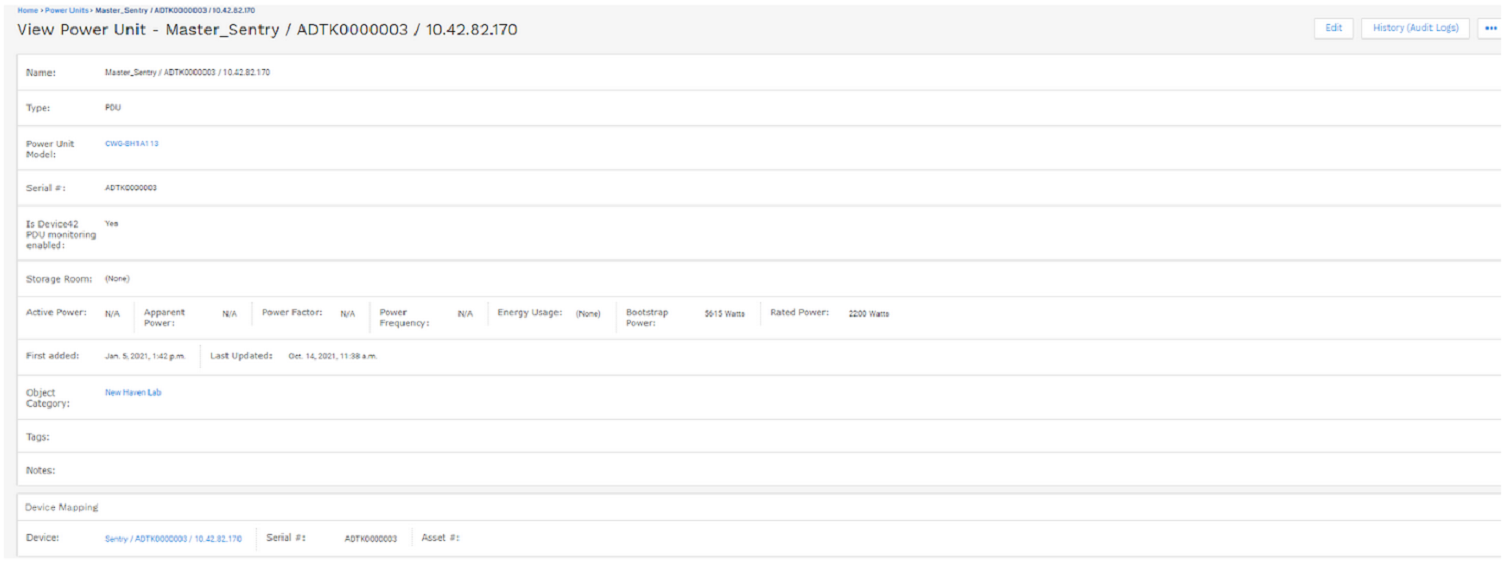 Home › Power Units › Master_Sentry / ADTK0000003 / 10.42.82.170
View Power Unit - Master_Sentry / ADTK0000003 / 10.42.82.170
Edit
History (Audit Logs)
•••
Name: Master_Sentry / ADTK0000003 / 10.42.82.170
Type: PDU
Power Unit Model: CWG-8H1A113
Serial #: ADTK0000003
Is Device42 PDU monitoring enabled: Yes
Storage Room: (None)
Active Power: N/A Apparent Power: N/A Power Factor: N/A Power Frequency: N/A Energy Usage: (None) Bootstrap Power: 5615 Watts Rated Power: 2200 Watts
First added: Jan. 5, 2021, 1:42 p.m. Last Updated: Oct. 14, 2021, 11:38 a.m.
Object Category: New Haven Lab
Tags:
Notes:
Device Mapping
Device: Sentry / ADTK0000003 / 10.42.82.170 Serial #: ADTK0000003 Asset #: